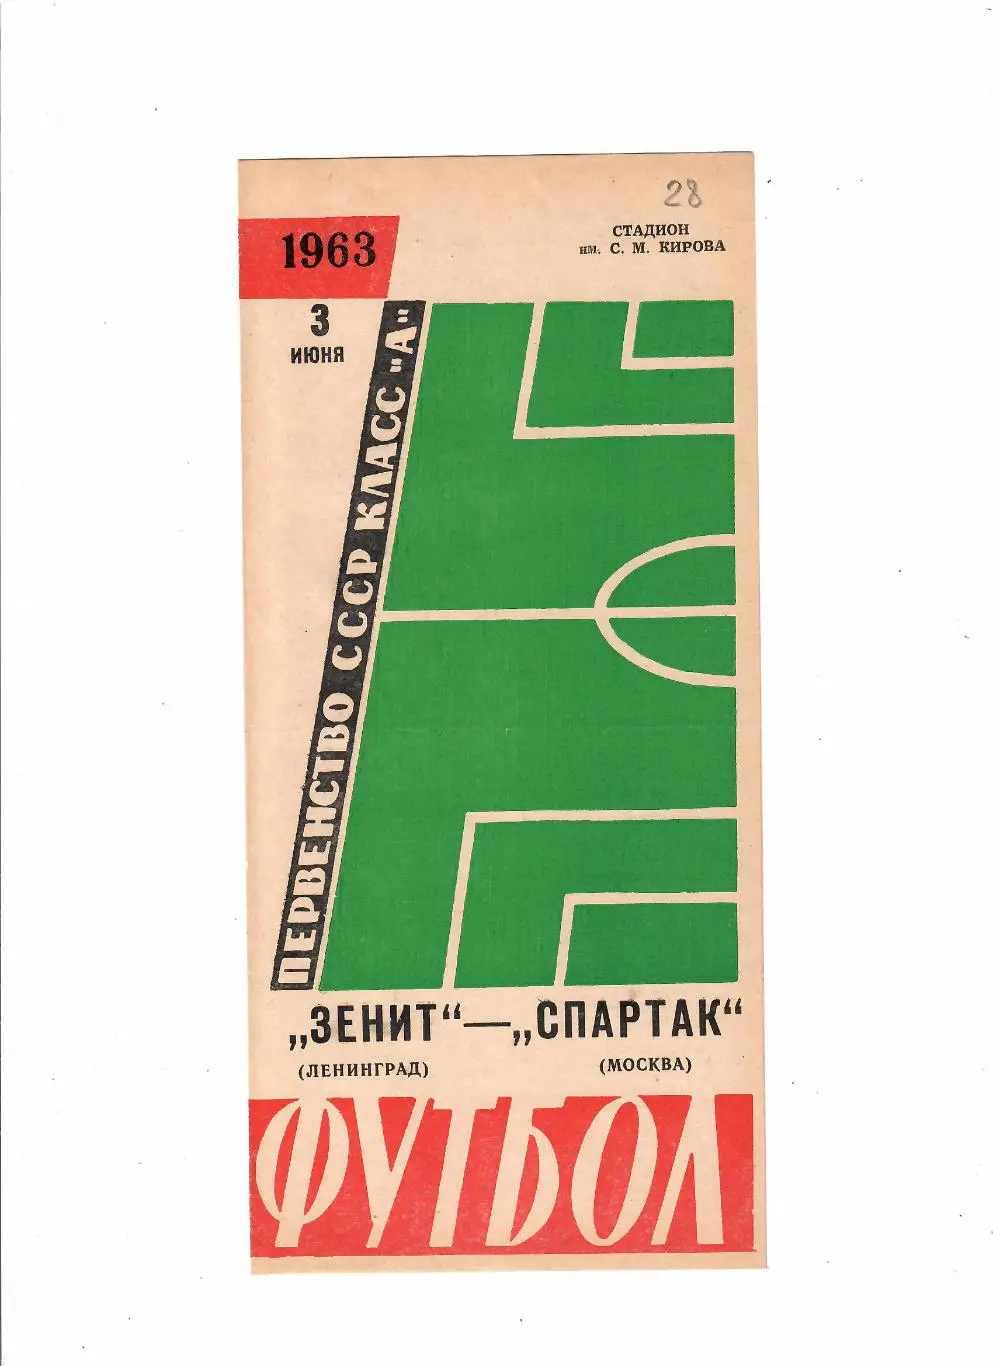 28
СТАДИОН
им. С. М. КИРОВА
1963
3
ИЮНЯ
ПЕРВЕНСТВО СССР КЛАСС „А"
„ЗЕНИТ“—„СПАРТАК“
(ЛЕНИНГРАД) (МОСКВА)
ФУТБОЛ